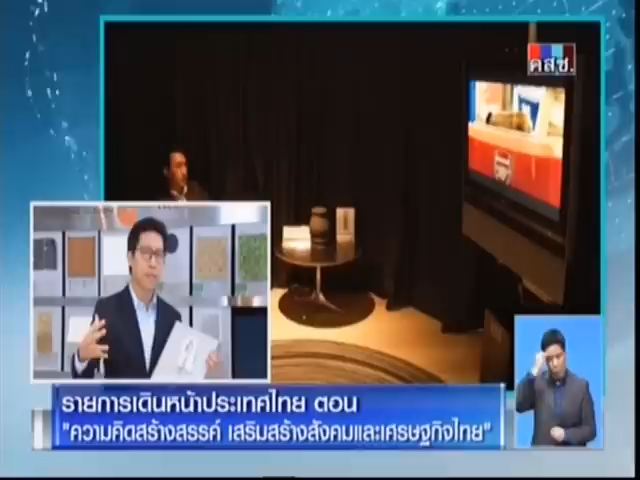 คสช.
รายการเดินหน้าประเทศไทย ตอน
"ความคิดสร้างสรรค์ เสริมสร้างสังคมและเศรษฐกิจไทย"